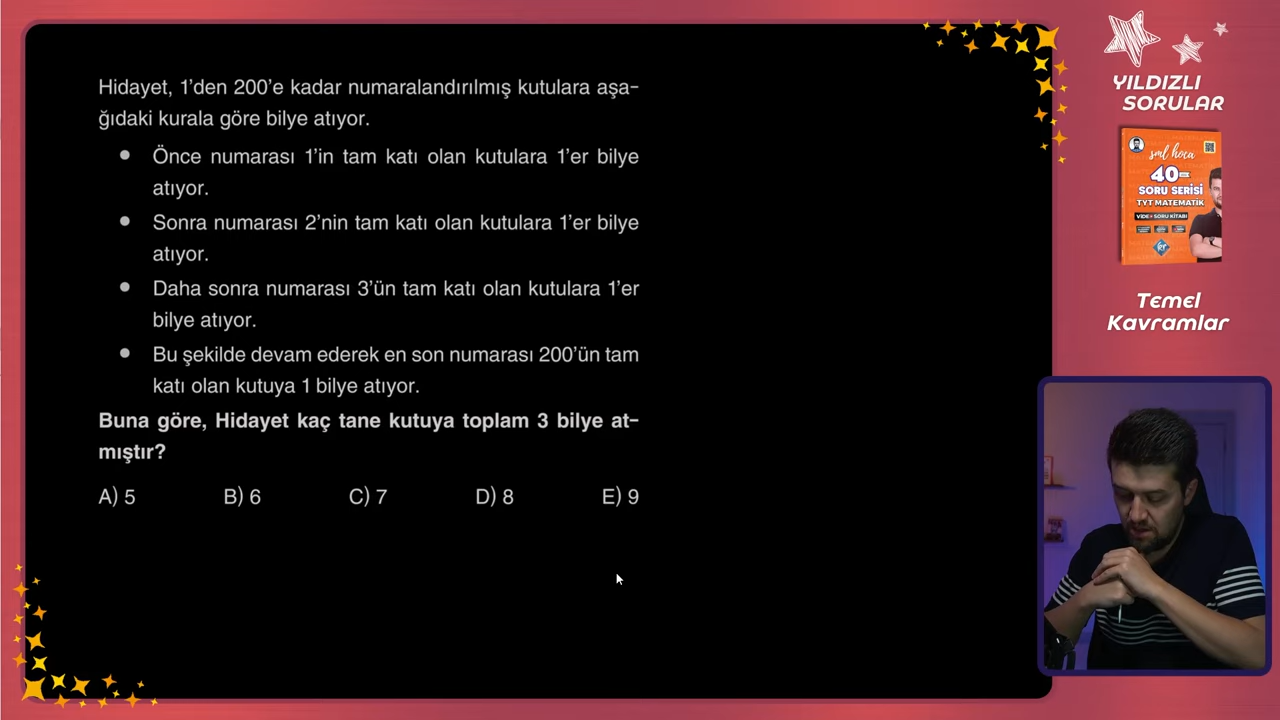 Hidayet, 1’den 200’e kadar numaralandırılmış kutulara aşa-
ğıdaki kurala göre bilye atıyor.
• Önce numarası 1’in tam katı olan kutulara 1’er bilye
atıyor.
• Sonra numarası 2’nin tam katı olan kutulara 1’er bilye
atıyor.
• Daha sonra numarası 3’ün tam katı olan kutulara 1’er
bilye atıyor.
• Bu şekilde devam ederek en son numarası 200’ün tam
katı olan kutuya 1 bilye atıyor.
Buna göre, Hidayet kaç tane kutuya toplam 3 bilye at-
mıştır?
A) 5 B) 6 C) 7 D) 8 E) 9
YILDIZLI
SORULAR
sml hoca
40
SORU SERİSİ
TYT MATEMATİK
Temel
Kavramlar